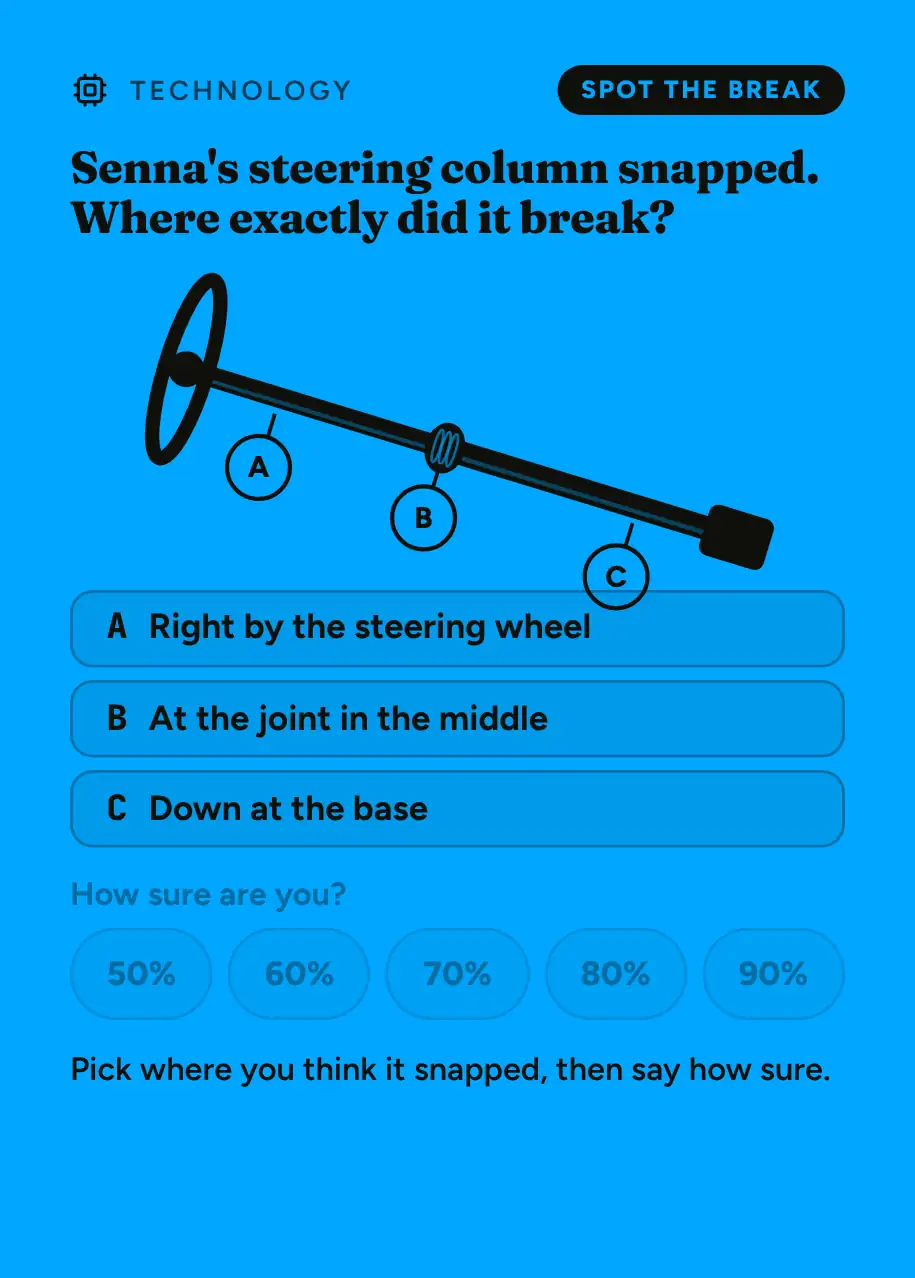 TECHNOLOGY
SPOT THE BREAK
Senna's steering column snapped.
Where exactly did it break?
A
B
C
A Right by the steering wheel
B At the joint in the middle
C Down at the base
How sure are you?
50% 60% 70% 80% 90%
Pick where you think it snapped, then say how sure.